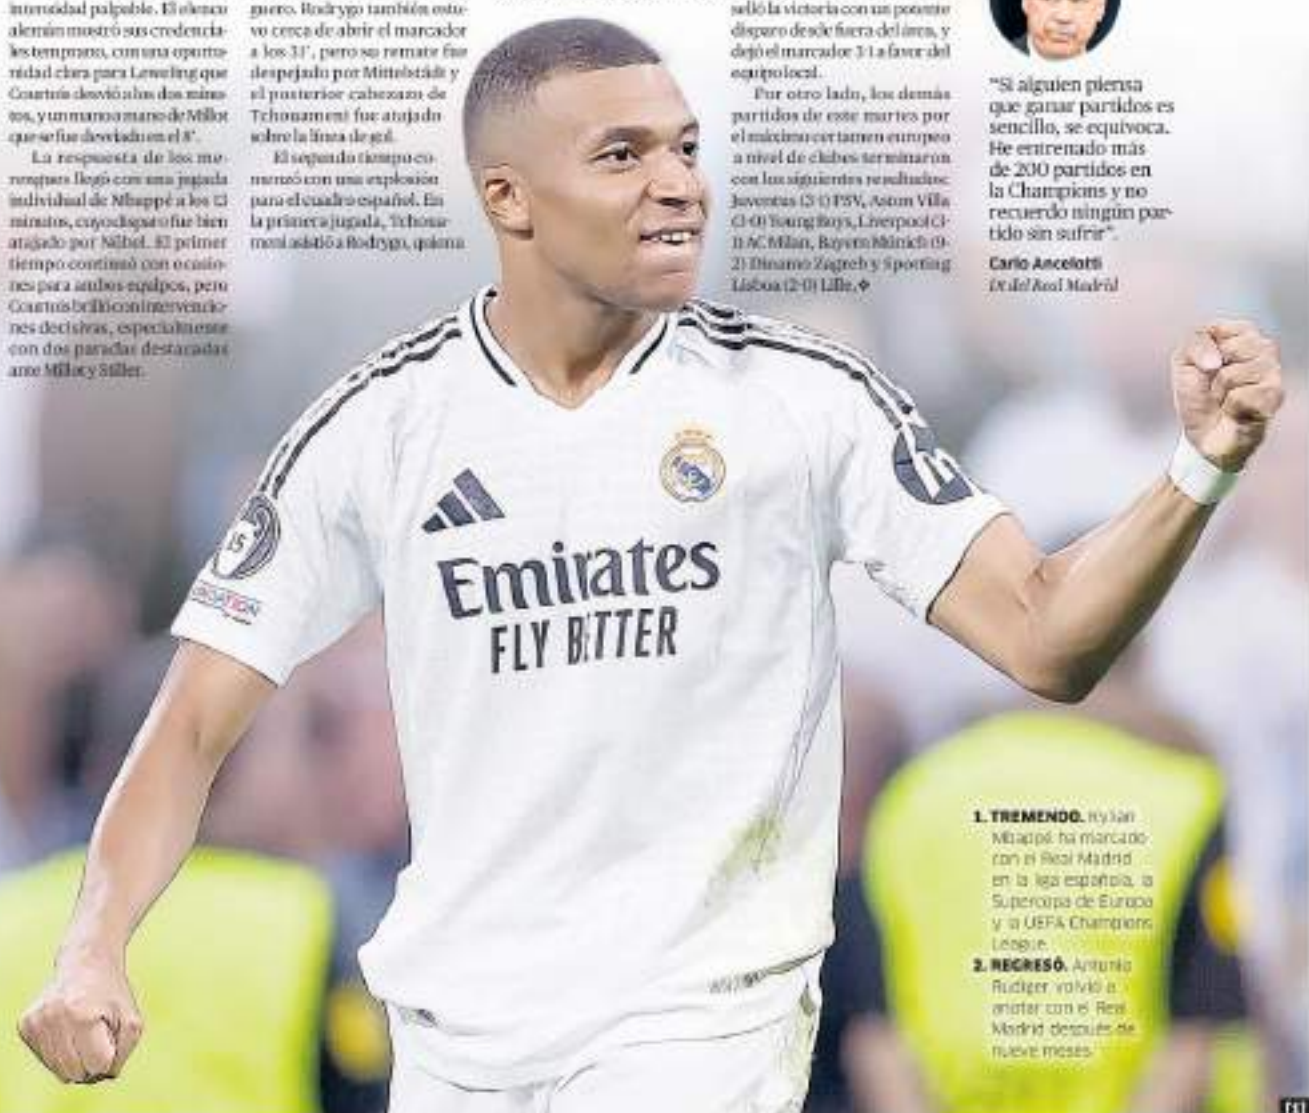 intensidad palpable. El elenco
alemán mostró sus credencia-
les temprano, con una oportu-
nidad clara para Leweling que
Courtois desvió a los dos minu-
tos, y un mano a mano de Millot
que se fue desviado en el 8'.
La respuesta de los me-
rengues llegó con una jugada
individual de Mbappé a los 13
minutos, cuyo disparo fue bien
atajado por Nübel. El primer
tiempo continuó con ocasio-
nes para ambos equipos, pero
Courtois brilló con intervencio-
nes decisivas, especialmente
con dos paradas destacadas
ante Millot y Stiller.
guero. Rodrygo también estu-
vo cerca de abrir el marcador
a los 31', pero su remate fue
despejado por Mittelstädt y
el posterior cabezazo de
Tchouameni fue atajado
sobre la línea de gol.
El segundo tiempo co-
menzó con una explosión
para el cuadro español. En
la primera jugada, Tchoua-
meni asistió a Rodrygo, quien a
selló la victoria con un potente
disparo desde fuera del área, y
dejó el marcador 3-1 a favor del
equipo local.
Por otro lado, los demás
partidos de este martes por
el máximo certamen europeo
a nivel de clubes terminaron
con los siguientes resultados:
Juventus (3-1) PSV, Aston Villa
(3-0) Young Boys, Liverpool (3-
1) AC Milan, Bayern Múnich (9-
2) Dinamo Zagreb y Sporting
Lisboa (2-0) Lille.
"Si alguien piensa
que ganar partidos es
sencillo, se equivoca.
He entrenado más
de 200 partidos en
la Champions y no
recuerdo ningún par-
tido sin sufrir".
Carlo Ancelotti
Dt del Real Madrid
15
Emirates
FLY BETTER
1. TREMENDO. Kylian
Mbappé ha marcado
con el Real Madrid
en la liga española, la
Supercopa de Europa
y la UEFA Champions
League.
2. REGRESÓ. Antonio
Rüdiger volvió a
anotar con el Real
Madrid después de
nueve meses.